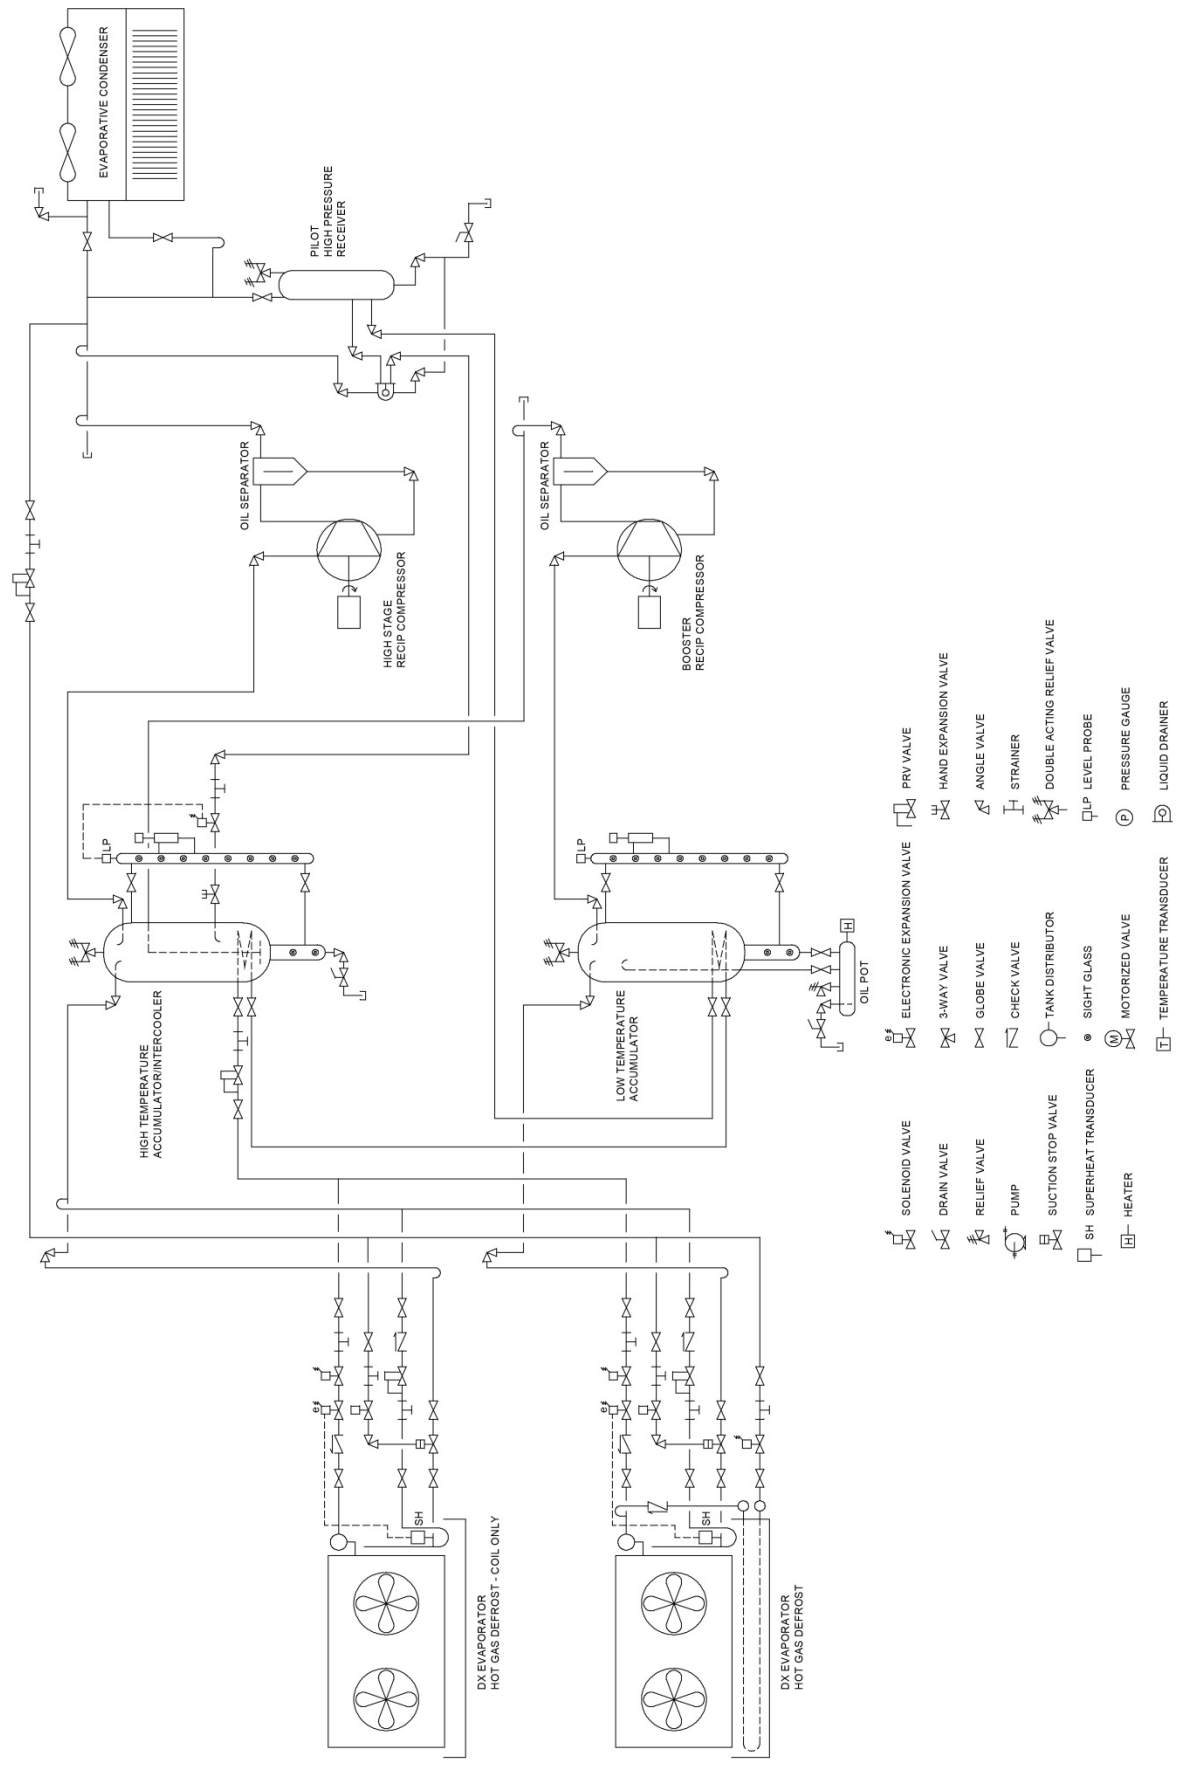 EVAPORATIVE CONDENSER
PILOT
HIGH PRESSURE
RECEIVER
OIL SEPARATOR
HIGH STAGE
RECIP COMPRESSOR
OIL SEPARATOR
BOOSTER
RECIP COMPRESSOR
LP
HIGH TEMPERATURE
ACCUMULATOR/INTERCOOLER
LP
LOW TEMPERATURE
ACCUMULATOR
H
OIL POT
e
SH
DX EVAPORATOR
HOT GAS DEFROST - COIL ONLY
e
SH
DX EVAPORATOR
HOT GAS DEFROST
SOLENOID VALVE
DRAIN VALVE
RELIEF VALVE
PUMP
SUCTION STOP VALVE
SH SUPERHEAT TRANSDUCER
H HEATER
e ELECTRONIC EXPANSION VALVE
3-WAY VALVE
GLOBE VALVE
CHECK VALVE
TANK DISTRIBUTOR
SIGHT GLASS
M MOTORIZED VALVE
T TEMPERATURE TRANSDUCER
PRV VALVE
HAND EXPANSION VALVE
ANGLE VALVE
STRAINER
DOUBLE ACTING RELIEF VALVE
LP LEVEL PROBE
P PRESSURE GAUGE
LIQUID DRAINER